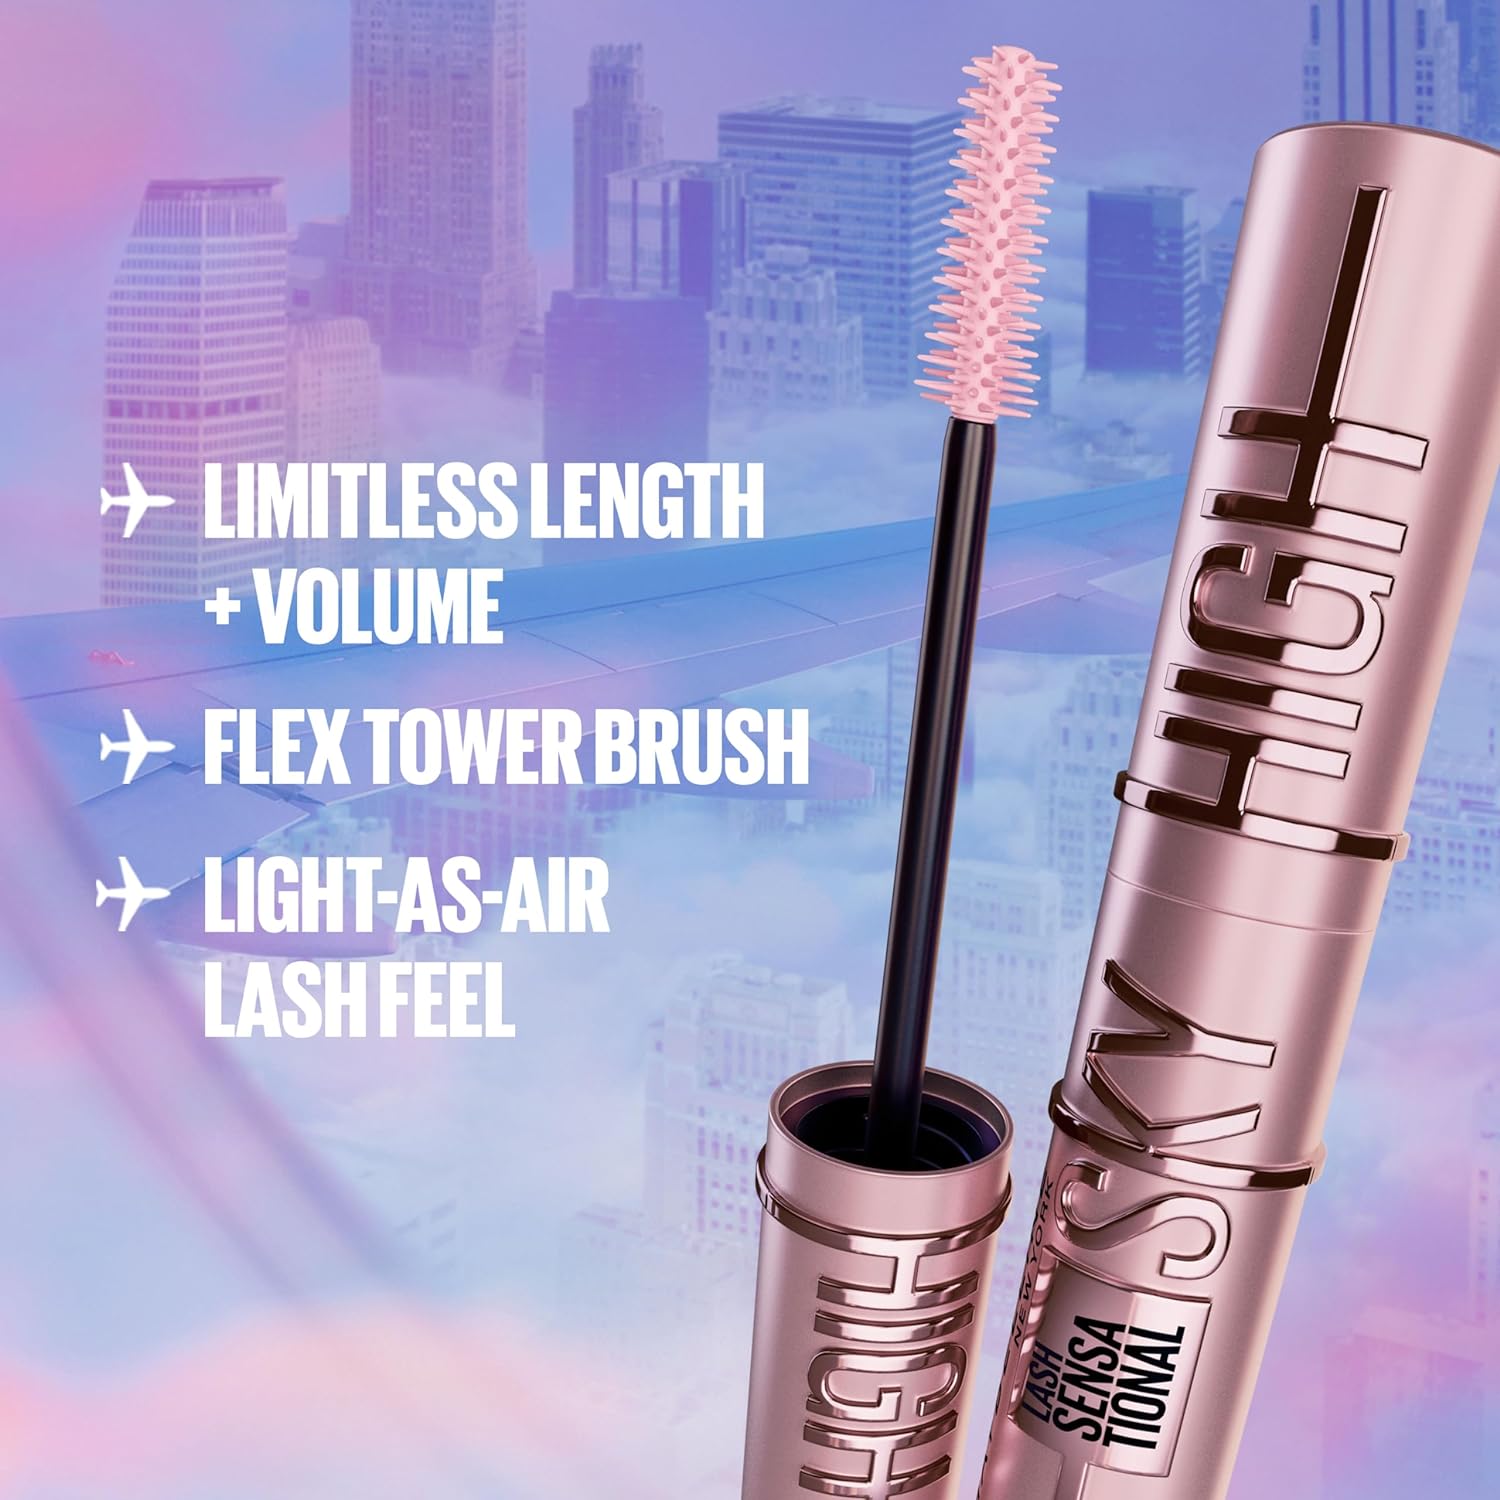 LIMITLESS LENGTH
+ VOLUME
FLEX TOWER BRUSH
LIGHT-AS-AIR
LASH FEEL
SKY HIGH
NEW YORK
LASH
SENSA
TIONAL
HIGH